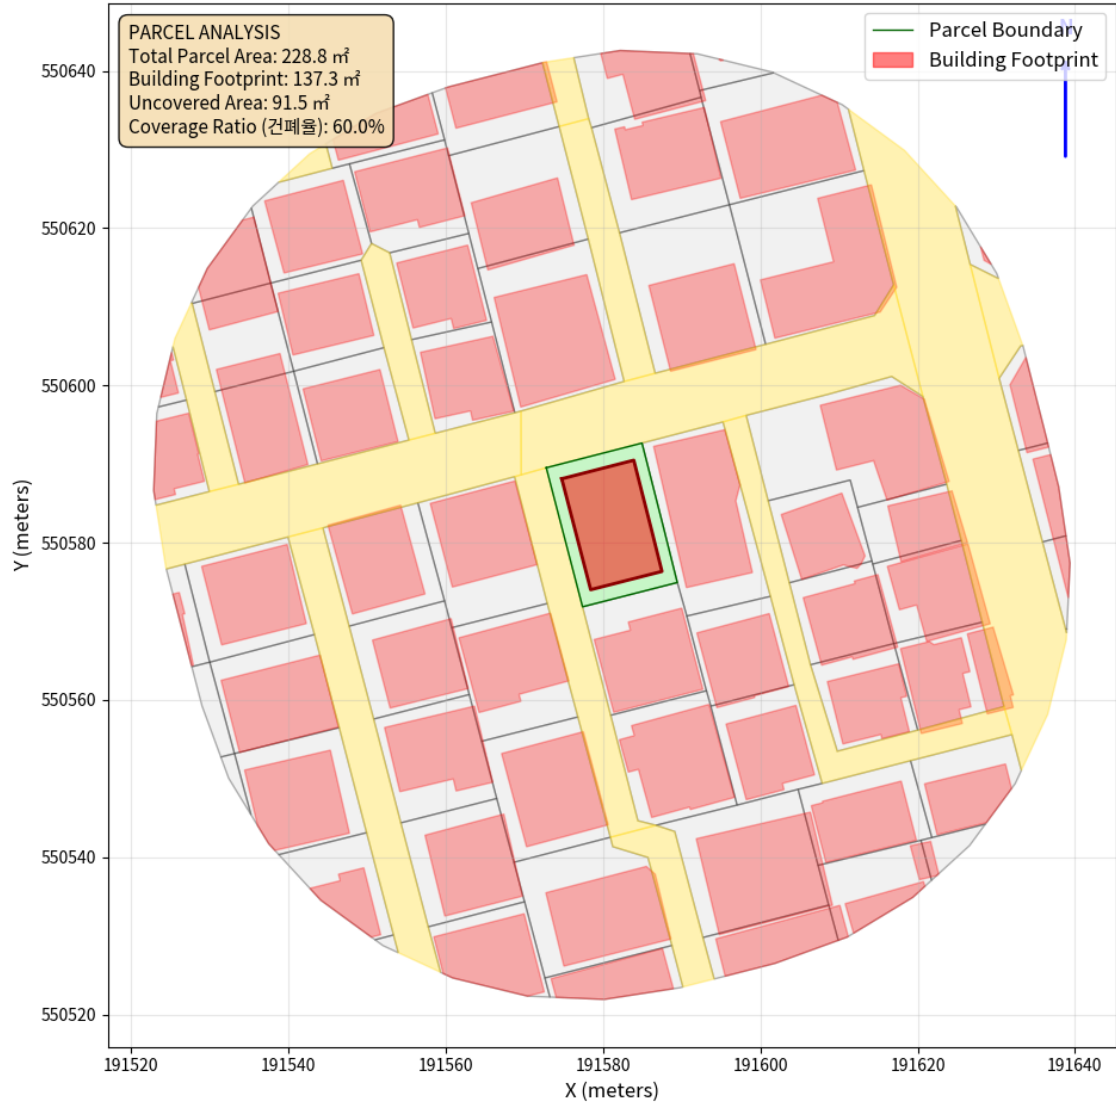 PARCEL ANALYSIS
Total Parcel Area: 228.8 ㎡
Building Footprint: 137.3 ㎡
Uncovered Area: 91.5 ㎡
Coverage Ratio (건폐율): 60.0%
N
Parcel Boundary
Building Footprint
550640
550620
550600
550580
550560
550540
550520
Y (meters)
191520
191540
191560
191580
191600
191620
191640
X (meters)